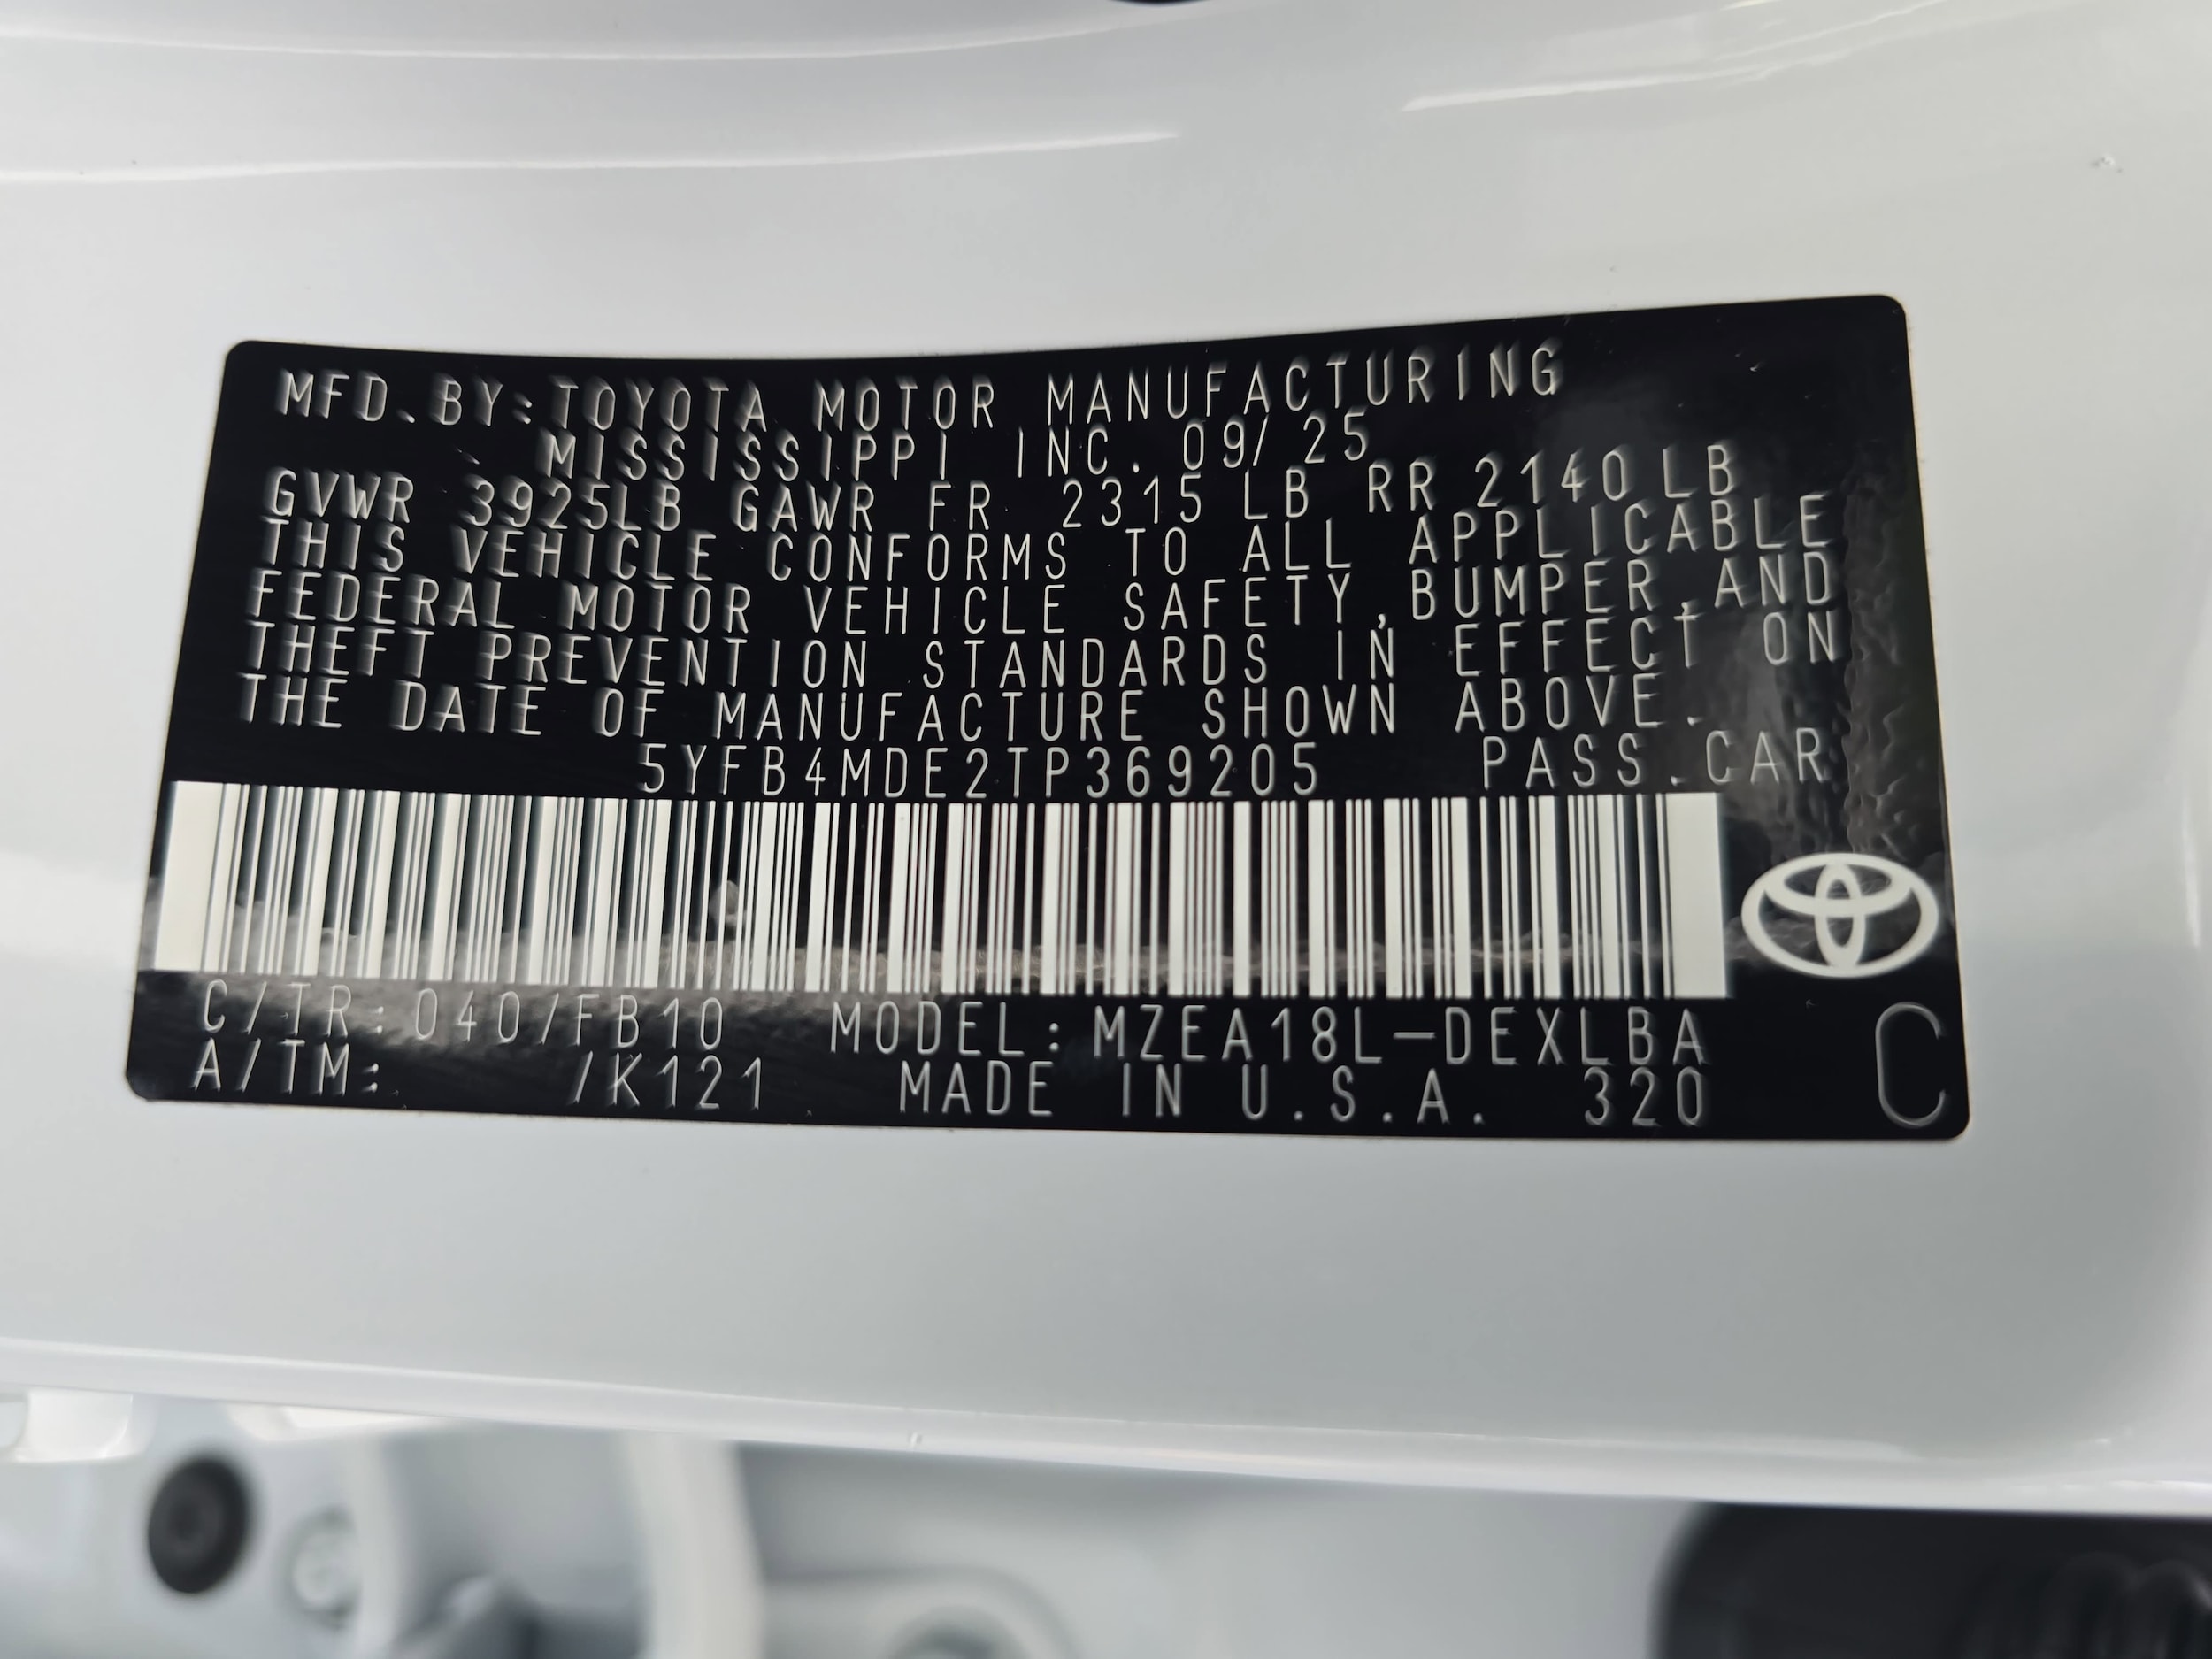 MFD.BY:TOYOTA MOTOR MANUFACTURING
MISSISSIPPI INC. 09/25
GVWR 3925LB GAWR FR 2315 LB RR 2140 LB
THIS VEHICLE CONFORMS TO ALL APPLICABLE
FEDERAL MOTOR VEHICLE SAFETY,BUMPER,AND
THEFT PREVENTION STANDARDS IN EFFECT ON
THE DATE OF MANUFACTURE SHOWN ABOVE.
5YFB4MDE2TP369205 PASS.CAR
C/TR:040/FB10 MODEL:MZEA18L-DEXLBA
A/TM: /K121 MADE IN U.S.A. 320 C